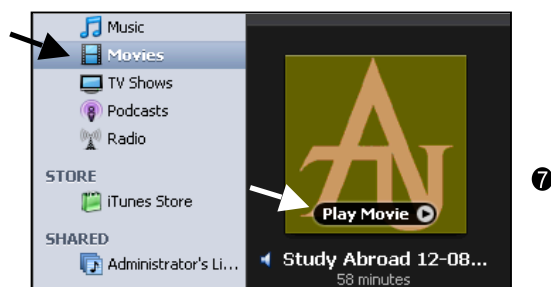 Music
Movies
TV Shows
Podcasts
Radio
STORE
iTunes Store
SHARED
Administrator's Li...
AU
Play Movie
Study Abroad 12-08...
58 minutes
7